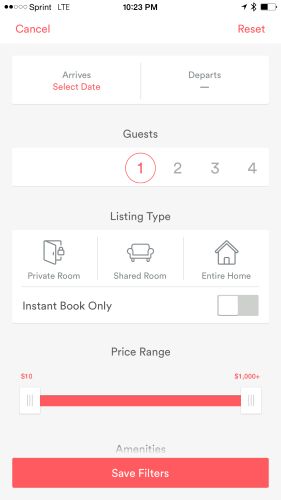 Sprint LTE 10:23 PM
Cancel Reset
Arrives Departs
Select Date —
Guests
1 2 3 4
Listing Type
Private Room Shared Room Entire Home
Instant Book Only
Price Range
$10 $1,000+
Amenities
Save Filters